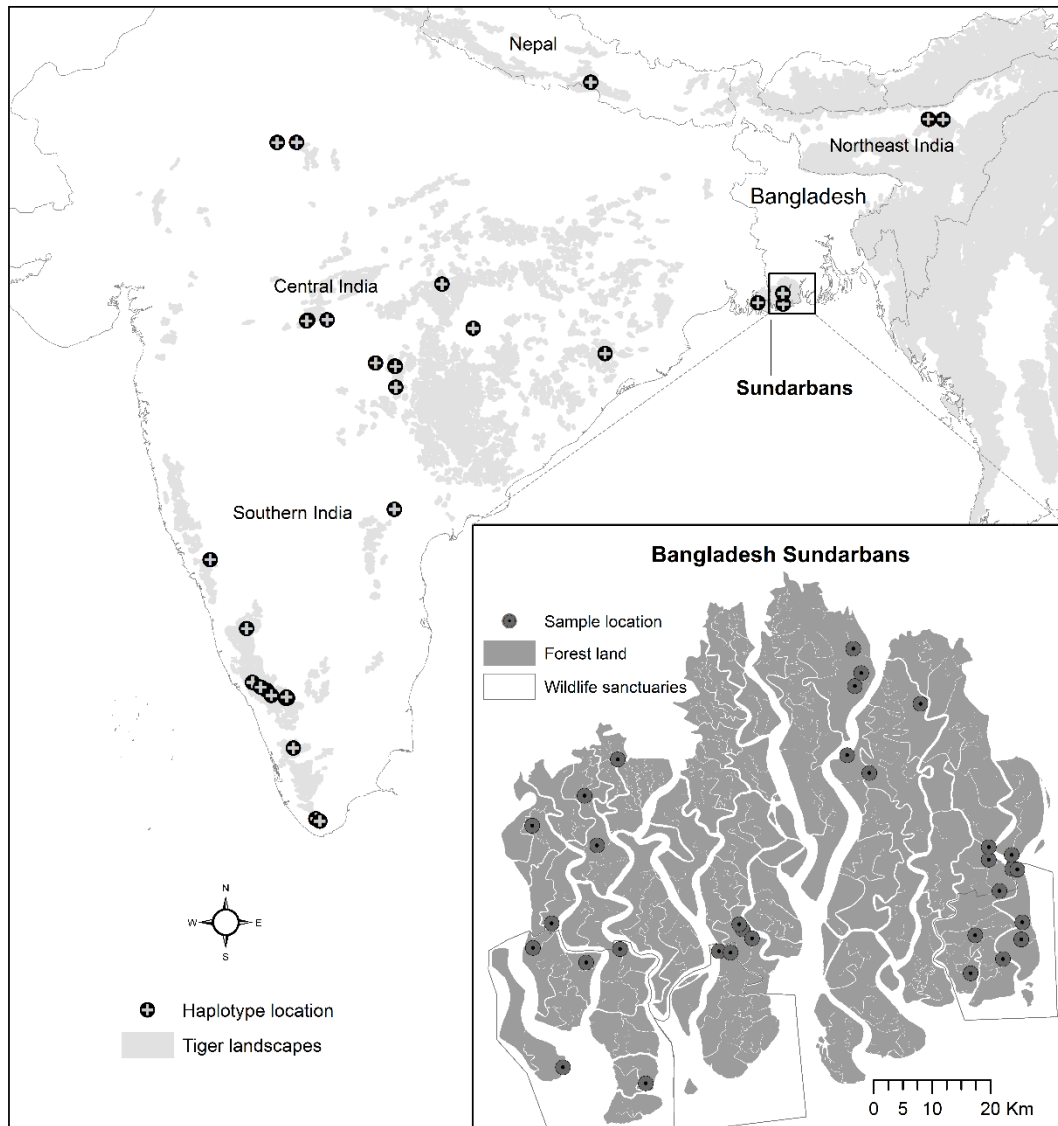 Nepal
Northeast India
Bangladesh
Central India
Sundarbans
Southern India
Bangladesh Sundarbans
Sample location
Forest land
Wildlife sanctuaries
N
W E
S
Haplotype location
Tiger landscapes
0 5 10 20 Km